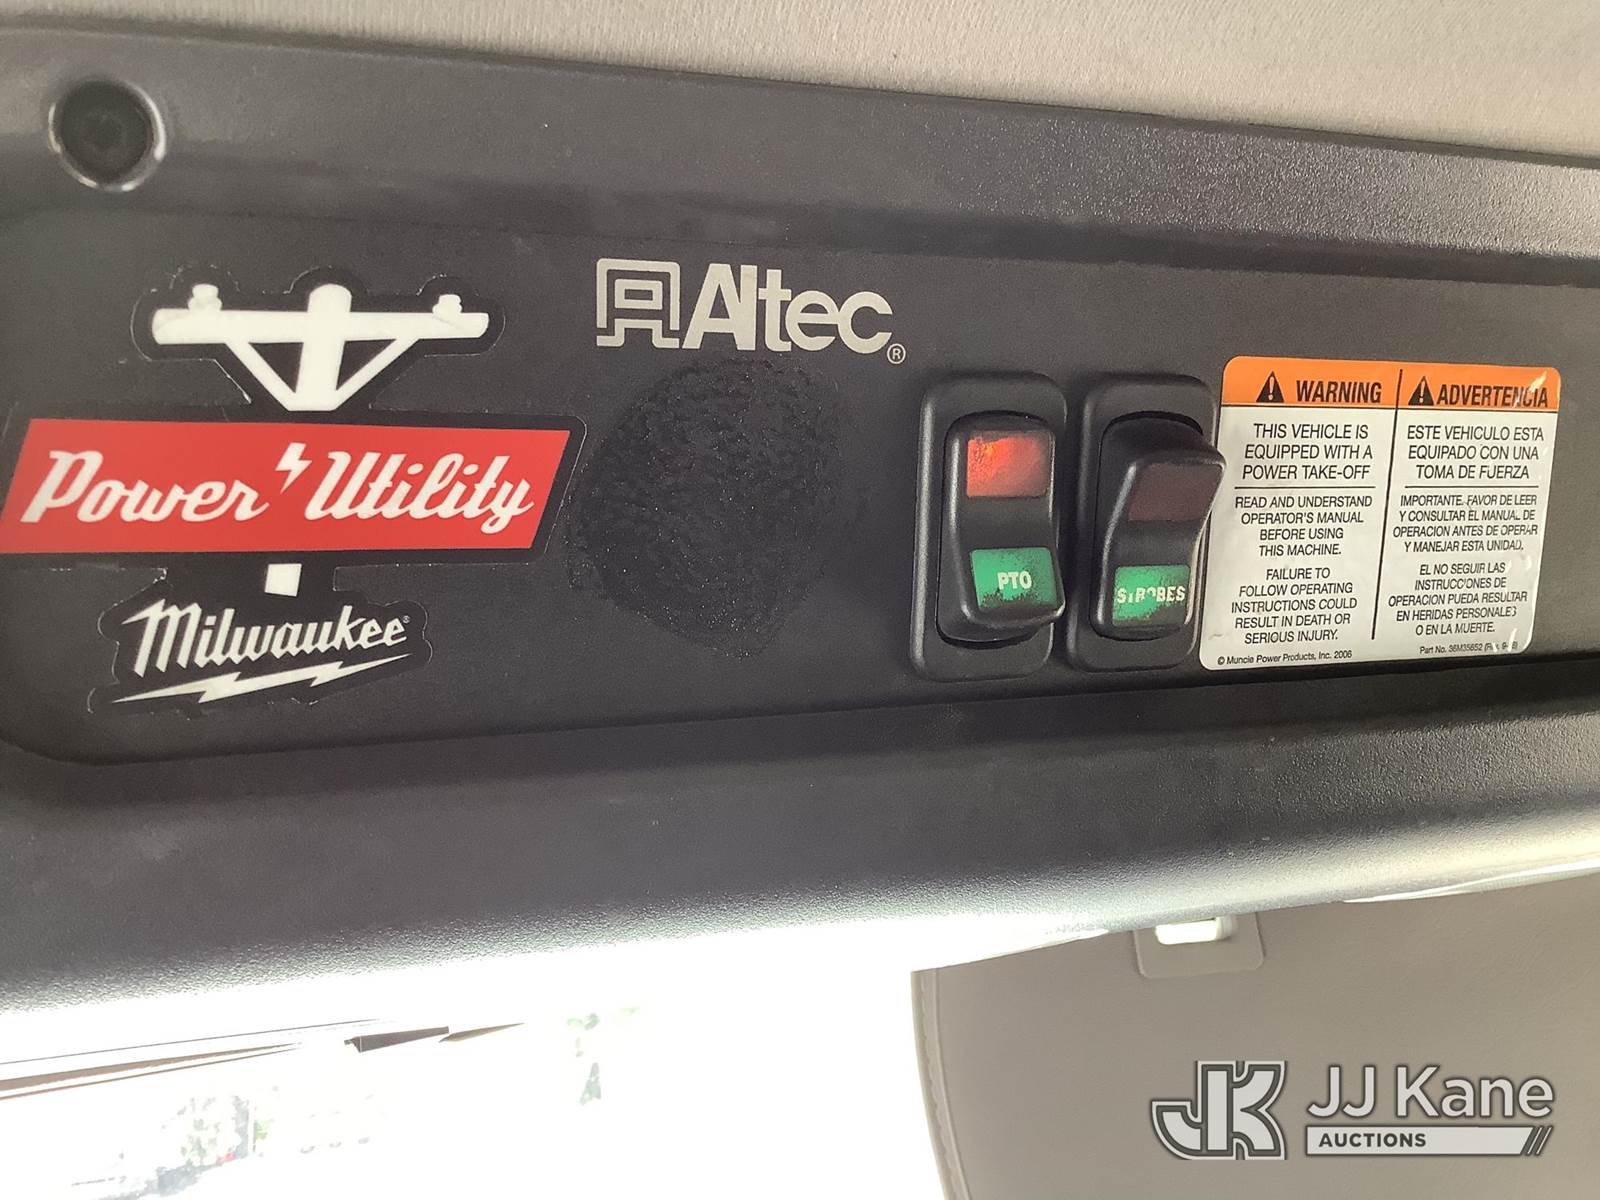 Altec®
Power Utility
Milwaukee®
PTO
STROBES
WARNING
THIS VEHICLE IS
EQUIPPED WITH A
POWER TAKE-OFF
READ AND UNDERSTAND
OPERATOR'S MANUAL
BEFORE USING
THIS MACHINE.
FAILURE TO
FOLLOW OPERATING
INSTRUCTIONS COULD
RESULT IN DEATH OR
SERIOUS INJURY.
© Muncie Power Products, Inc. 2006
ADVERTENCIA
ESTE VEHICULO ESTA
EQUIPADO CON UNA
TOMA DE FUERZA
IMPORTANTE. FAVOR DE LEER
Y CONSULTAR EL MANUAL DE
OPERACION ANTES DE OPERAR
Y MANEJAR ESTA UNIDAD.
EL NO SEGUIR LAS
INSTRUCCIONES DE
OPERACION PUEDA RESULTAR
EN HERIDAS PERSONALES
O EN LA MUERTE.
Part No. 36M35652
JJ Kane
AUCTIONS